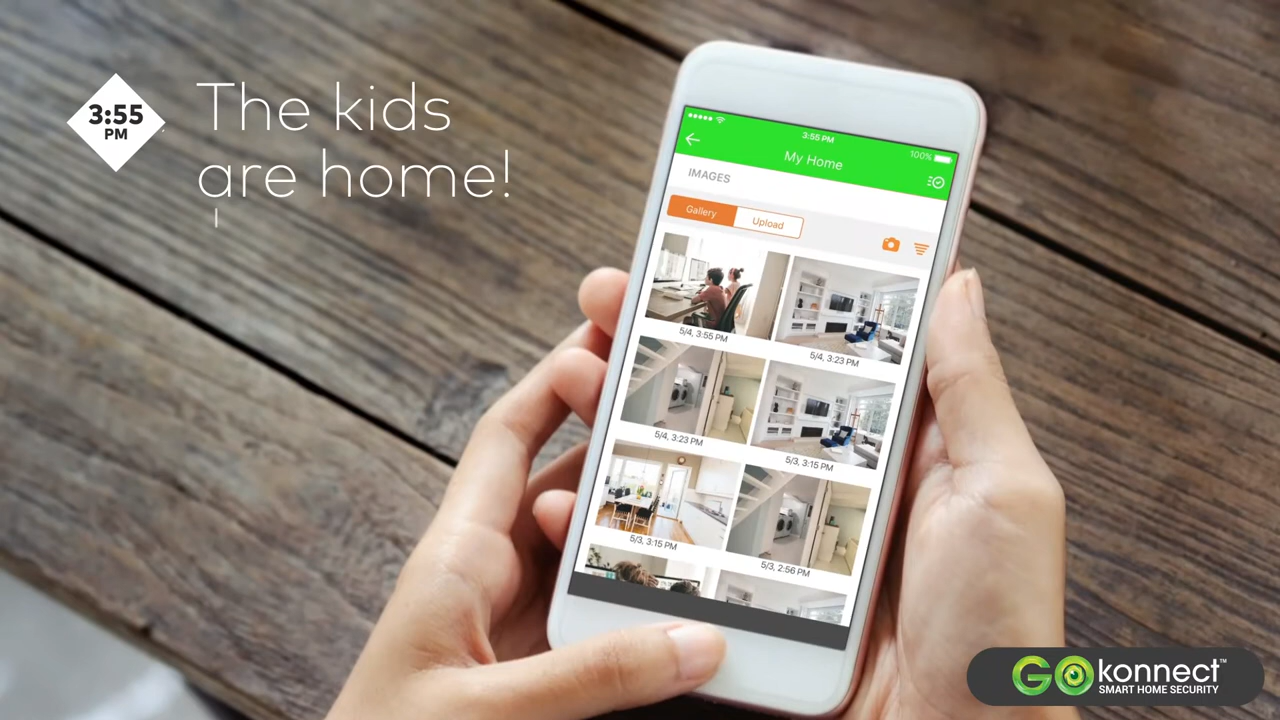 3:55
PM
The kids
are home!
3:55 PM
100%
My Home
IMAGES
Gallery
Upload
5/4, 3:55 PM
5/4, 3:23 PM
5/4, 3:23 PM
5/3, 3:15 PM
5/3, 3:15 PM
5/3, 2:56 PM
GOkonnect™
SMART HOME SECURITY